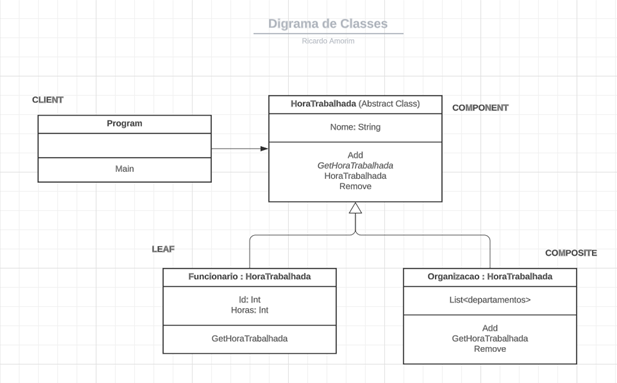 Digrama de Classes
Ricardo Amorim
CLIENT
Program
Main
HoraTrabalhada (Abstract Class)
COMPONENT
Nome: String
Add
GetHoraTrabalhada
HoraTrabalhada
Remove
LEAF
Funcionario : HoraTrabalhada
Id: Int
Horas: Int
GetHoraTrabalhada
COMPOSITE
Organizacao : HoraTrabalhada
List<departamentos>
Add
GetHoraTrabalhada
Remove